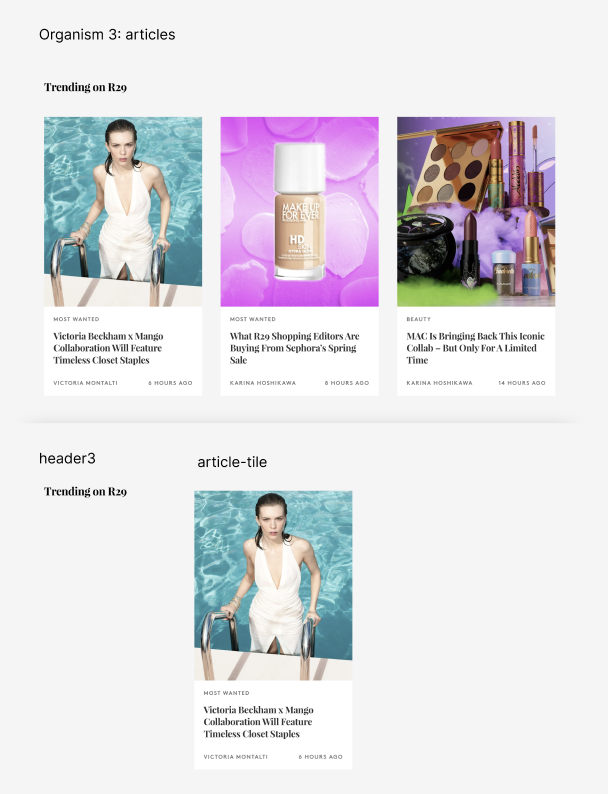 Organism 3: articles
Trending on R29
MAKE UP
FOR EVER
HD
SKIN
MOST WANTED
Victoria Beckham x Mango
Collaboration Will Feature
Timeless Closet Staples
VICTORIA MONTALTI
6 HOURS AGO
MOST WANTED
What R29 Shopping Editors Are
Buying From Sephora's Spring
Sale
KARINA HOSHIKAWA
8 HOURS AGO
BEAUTY
MAC Is Bringing Back This Iconic
Collab – But Only For A Limited
Time
KARINA HOSHIKAWA
14 HOURS AGO
header3
article-tile
Trending on R29
MOST WANTED
Victoria Beckham x Mango
Collaboration Will Feature
Timeless Closet Staples
VICTORIA MONTALTI
6 HOURS AGO